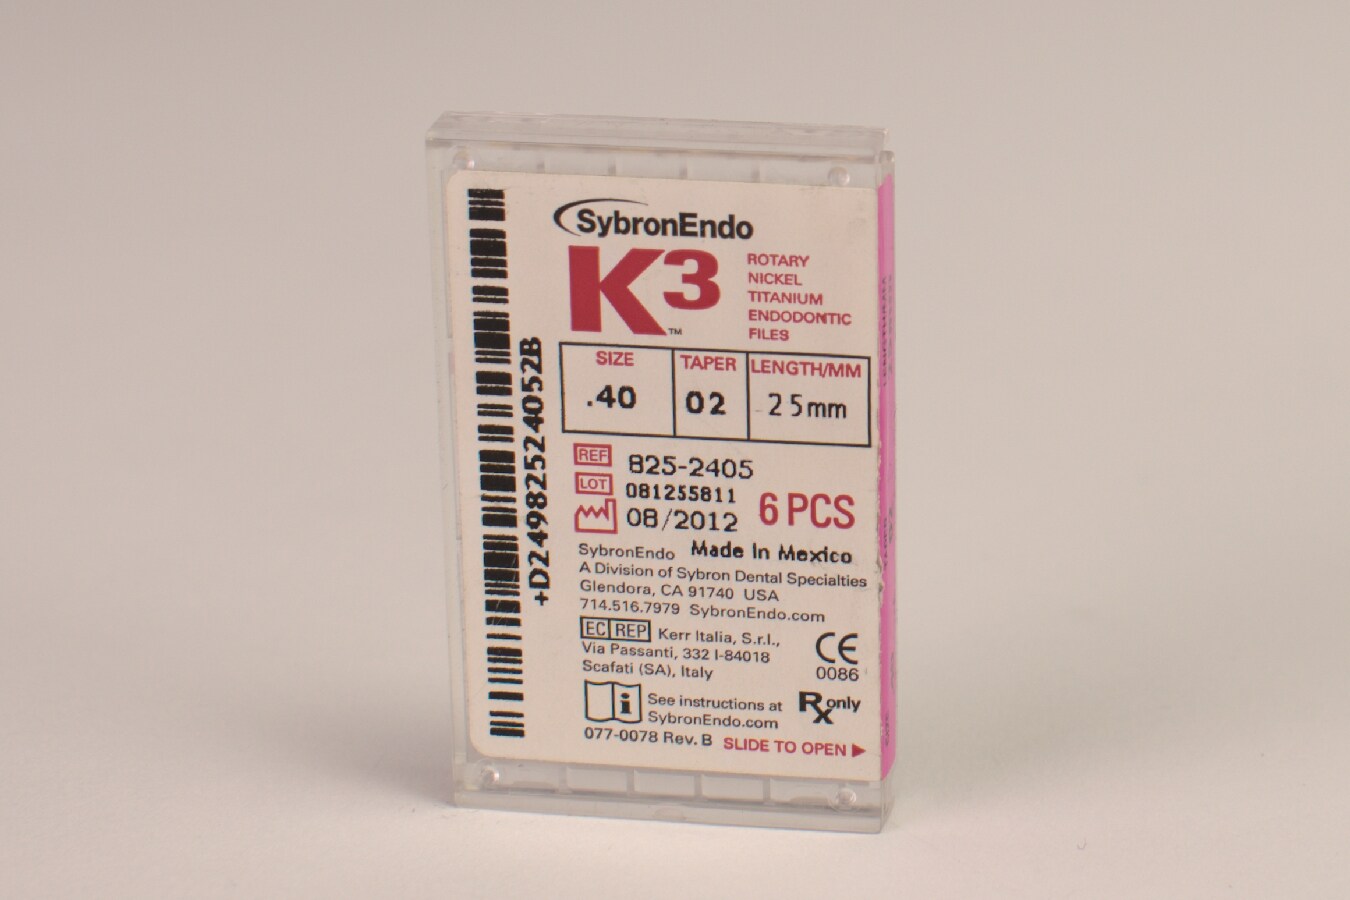 SybronEndo
K3™
ROTARY
NICKEL
TITANIUM
ENDODONTIC
FILES
SIZE TAPER LENGTH/MM
.40 02 25mm
REF 825-2405
LOT 081255811
08/2012 6 PCS
SybronEndo Made In Mexico
A Division of Sybron Dental Specialties
Glendora, CA 91740 USA
714.516.7979 SybronEndo.com
EC REP Kerr Italia, S.r.l.,
Via Passanti, 332 I-84018
Scafati (SA), Italy
CE
0086
See instructions at
SybronEndo.com
Rx only
077-0078 Rev. B SLIDE TO OPEN
+D24982524052B